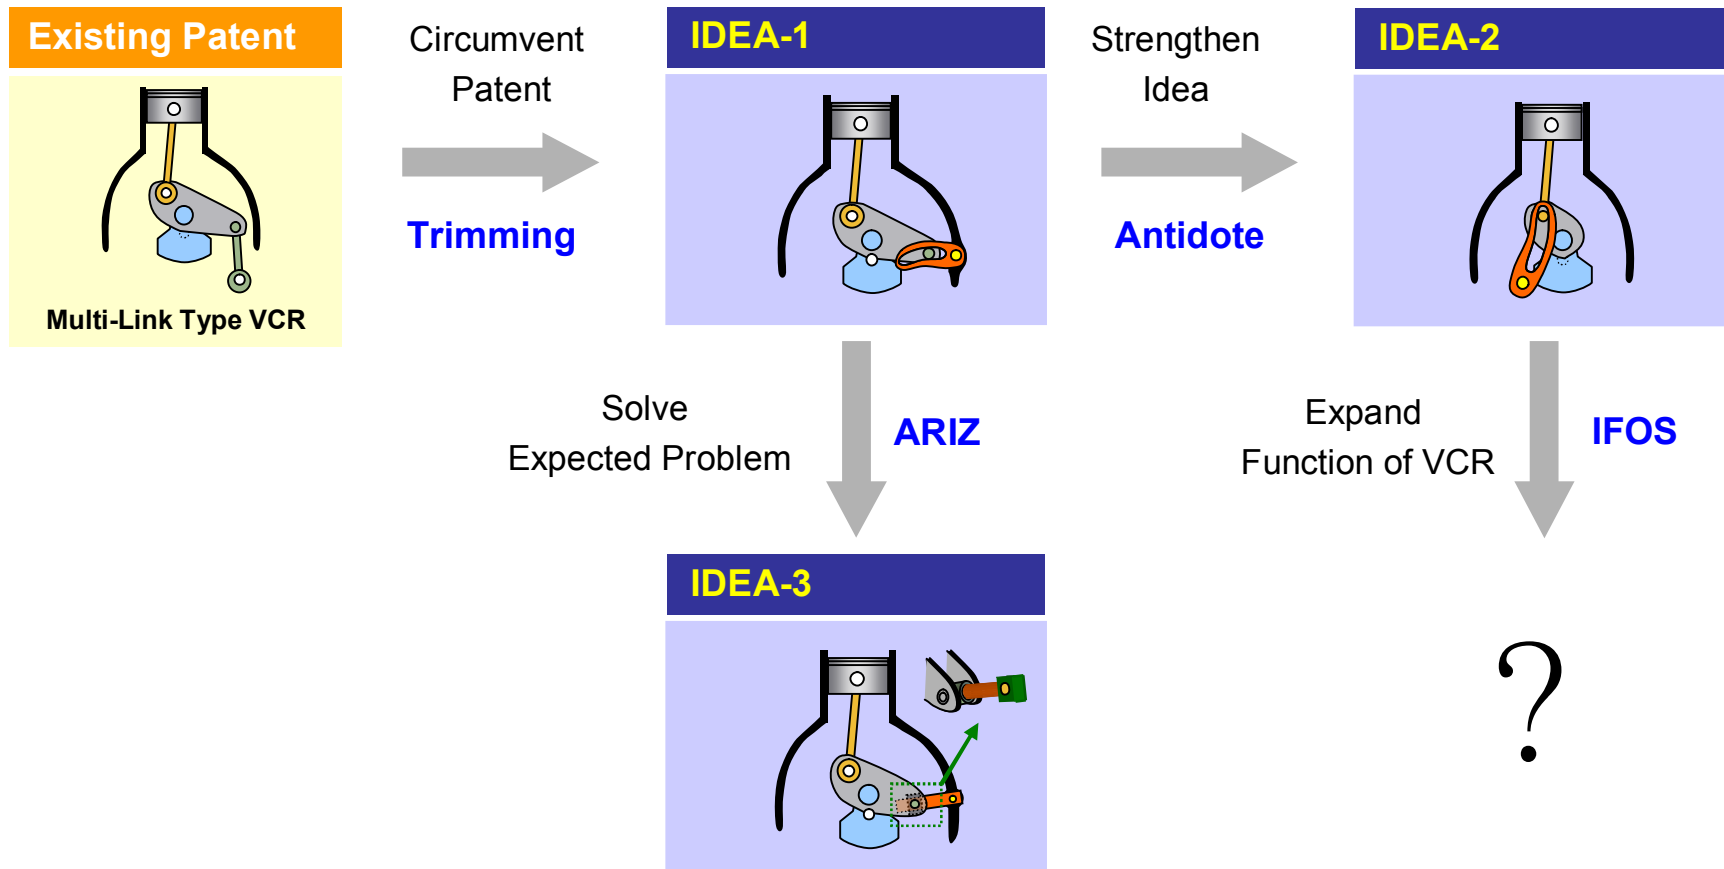 Existing Patent
Multi-Link Type VCR
Circumvent
Patent
Trimming
IDEA-1
Strengthen
Idea
Antidote
IDEA-2
Solve
Expected Problem
ARIZ
Expand
Function of VCR
IFOS
IDEA-3
?